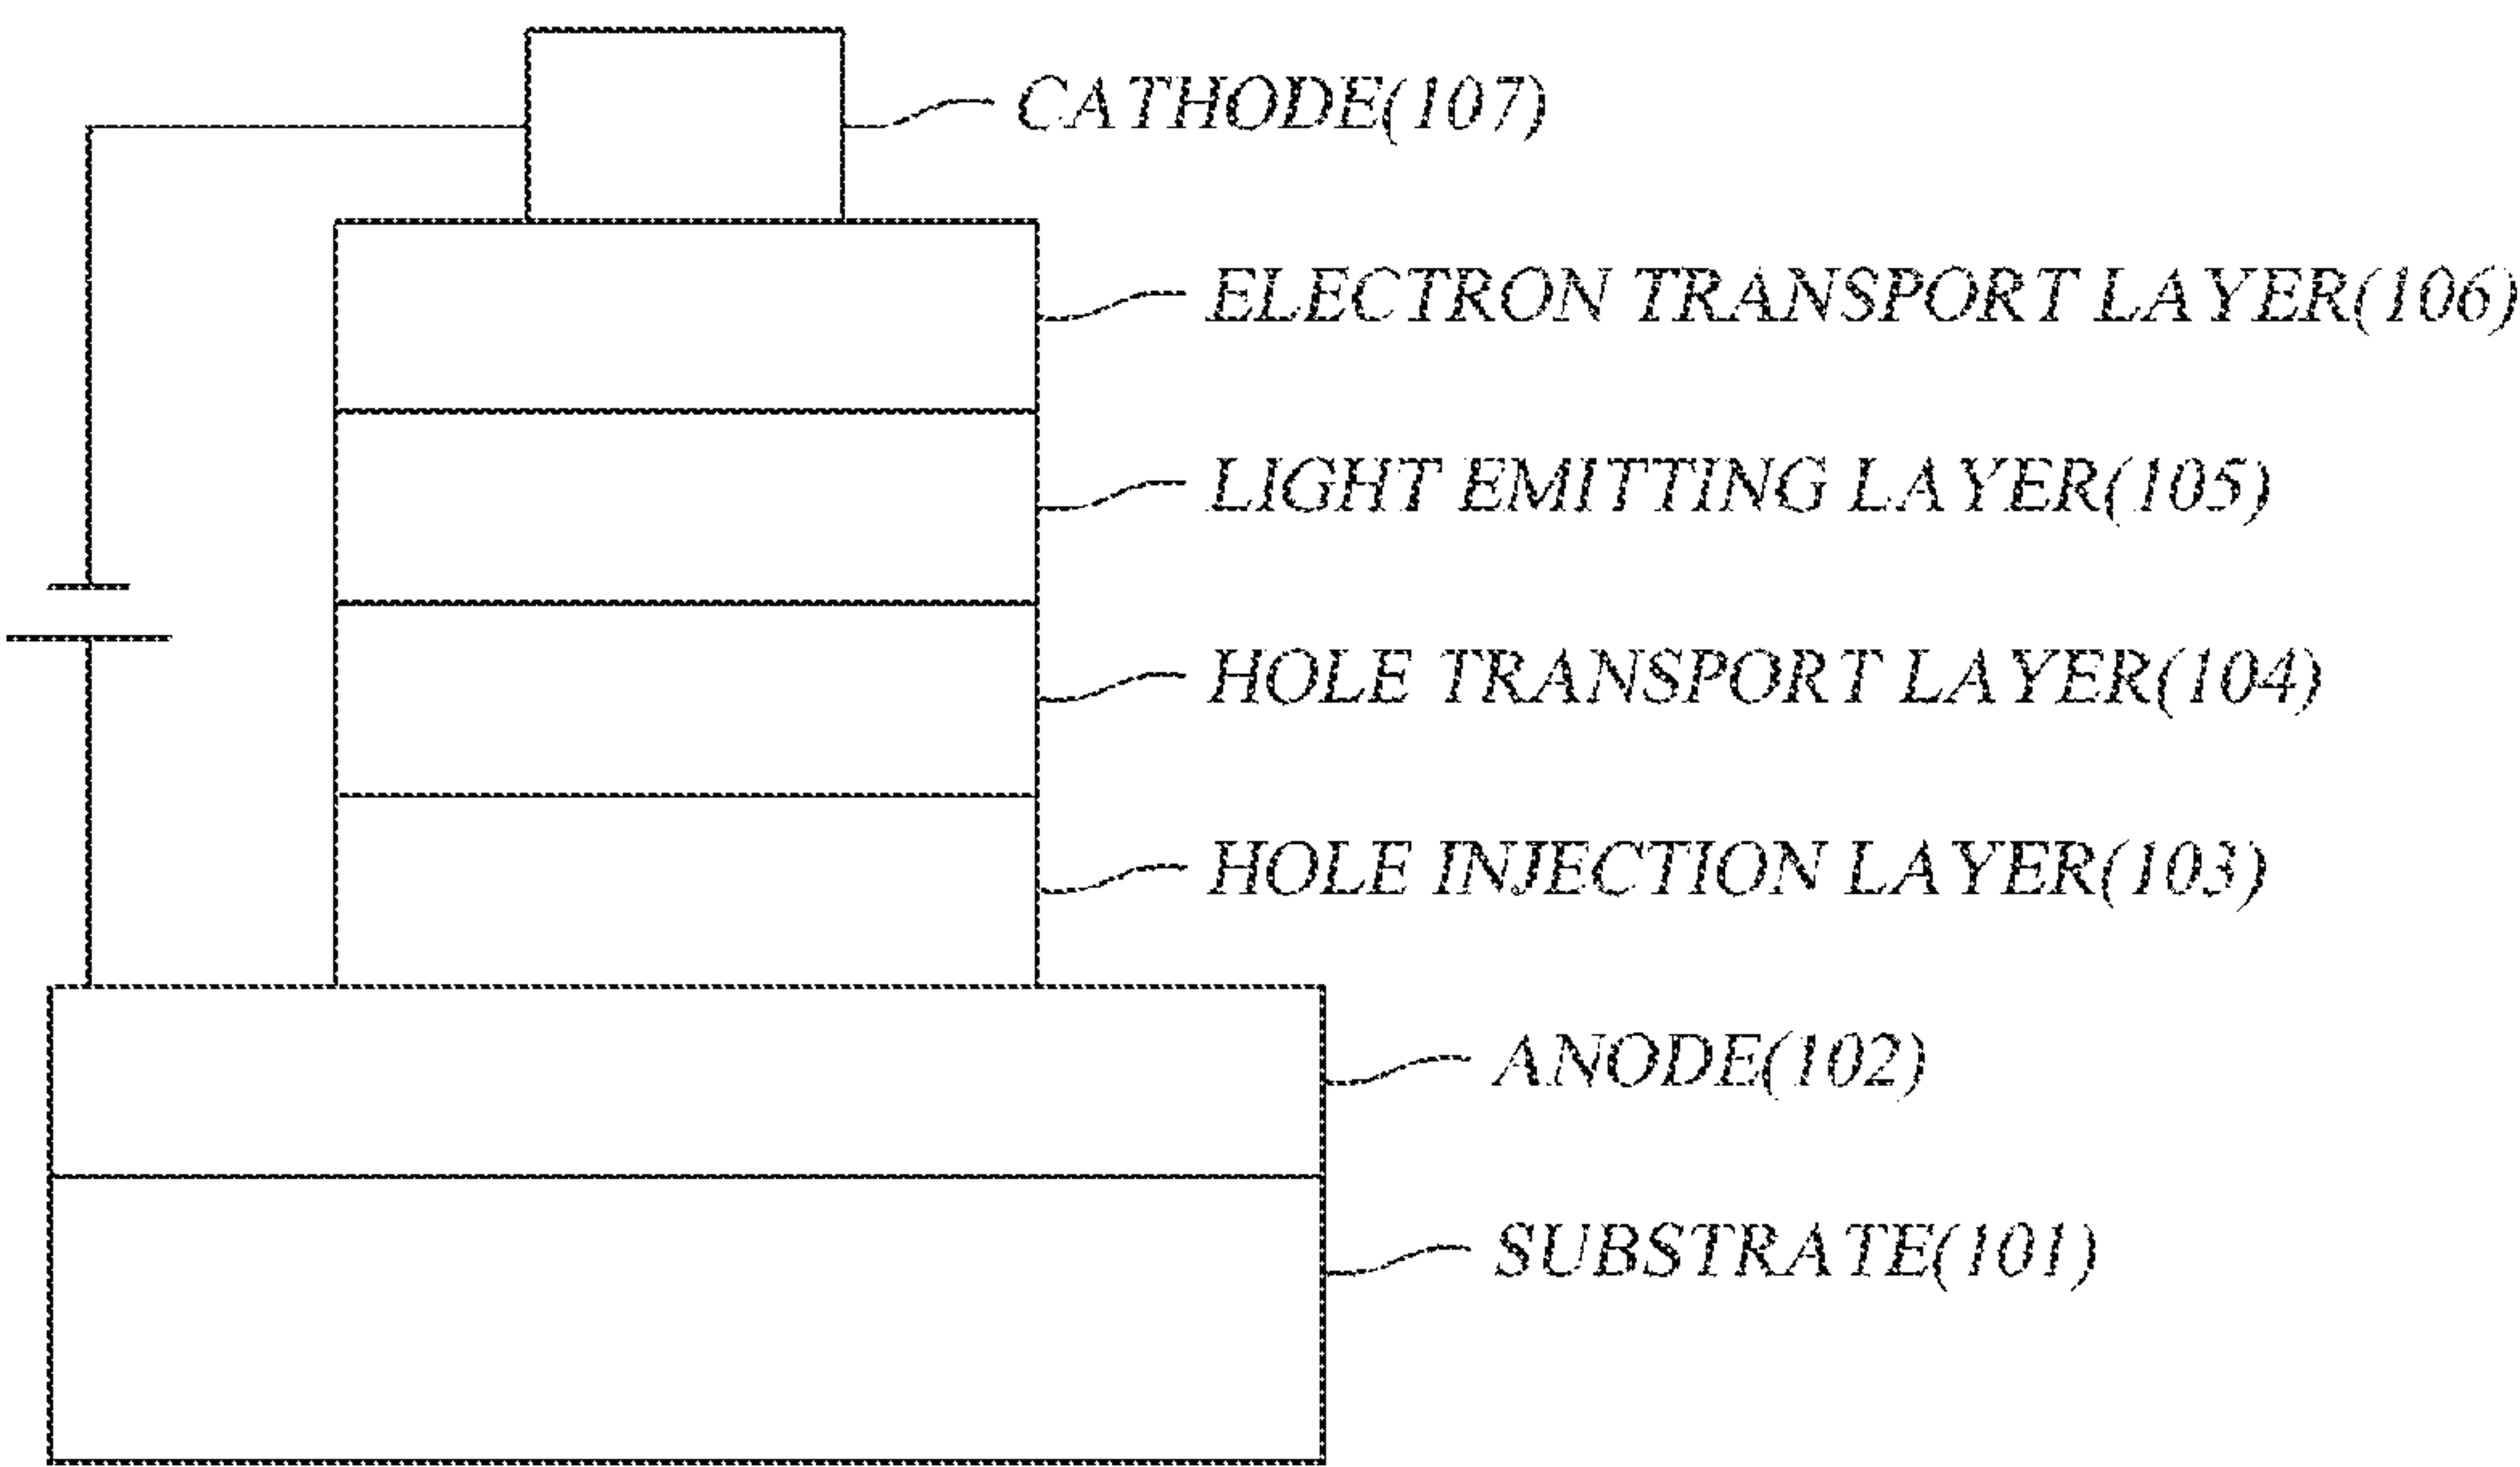 CATHODE(107)
ELECTRON TRANSPORT LAYER(106)
LIGHT EMITTING LAYER(105)
HOLE TRANSPORT LAYER(104)
HOLE INJECTION LAYER(103)
ANODE(102)
SUBSTRATE(101)